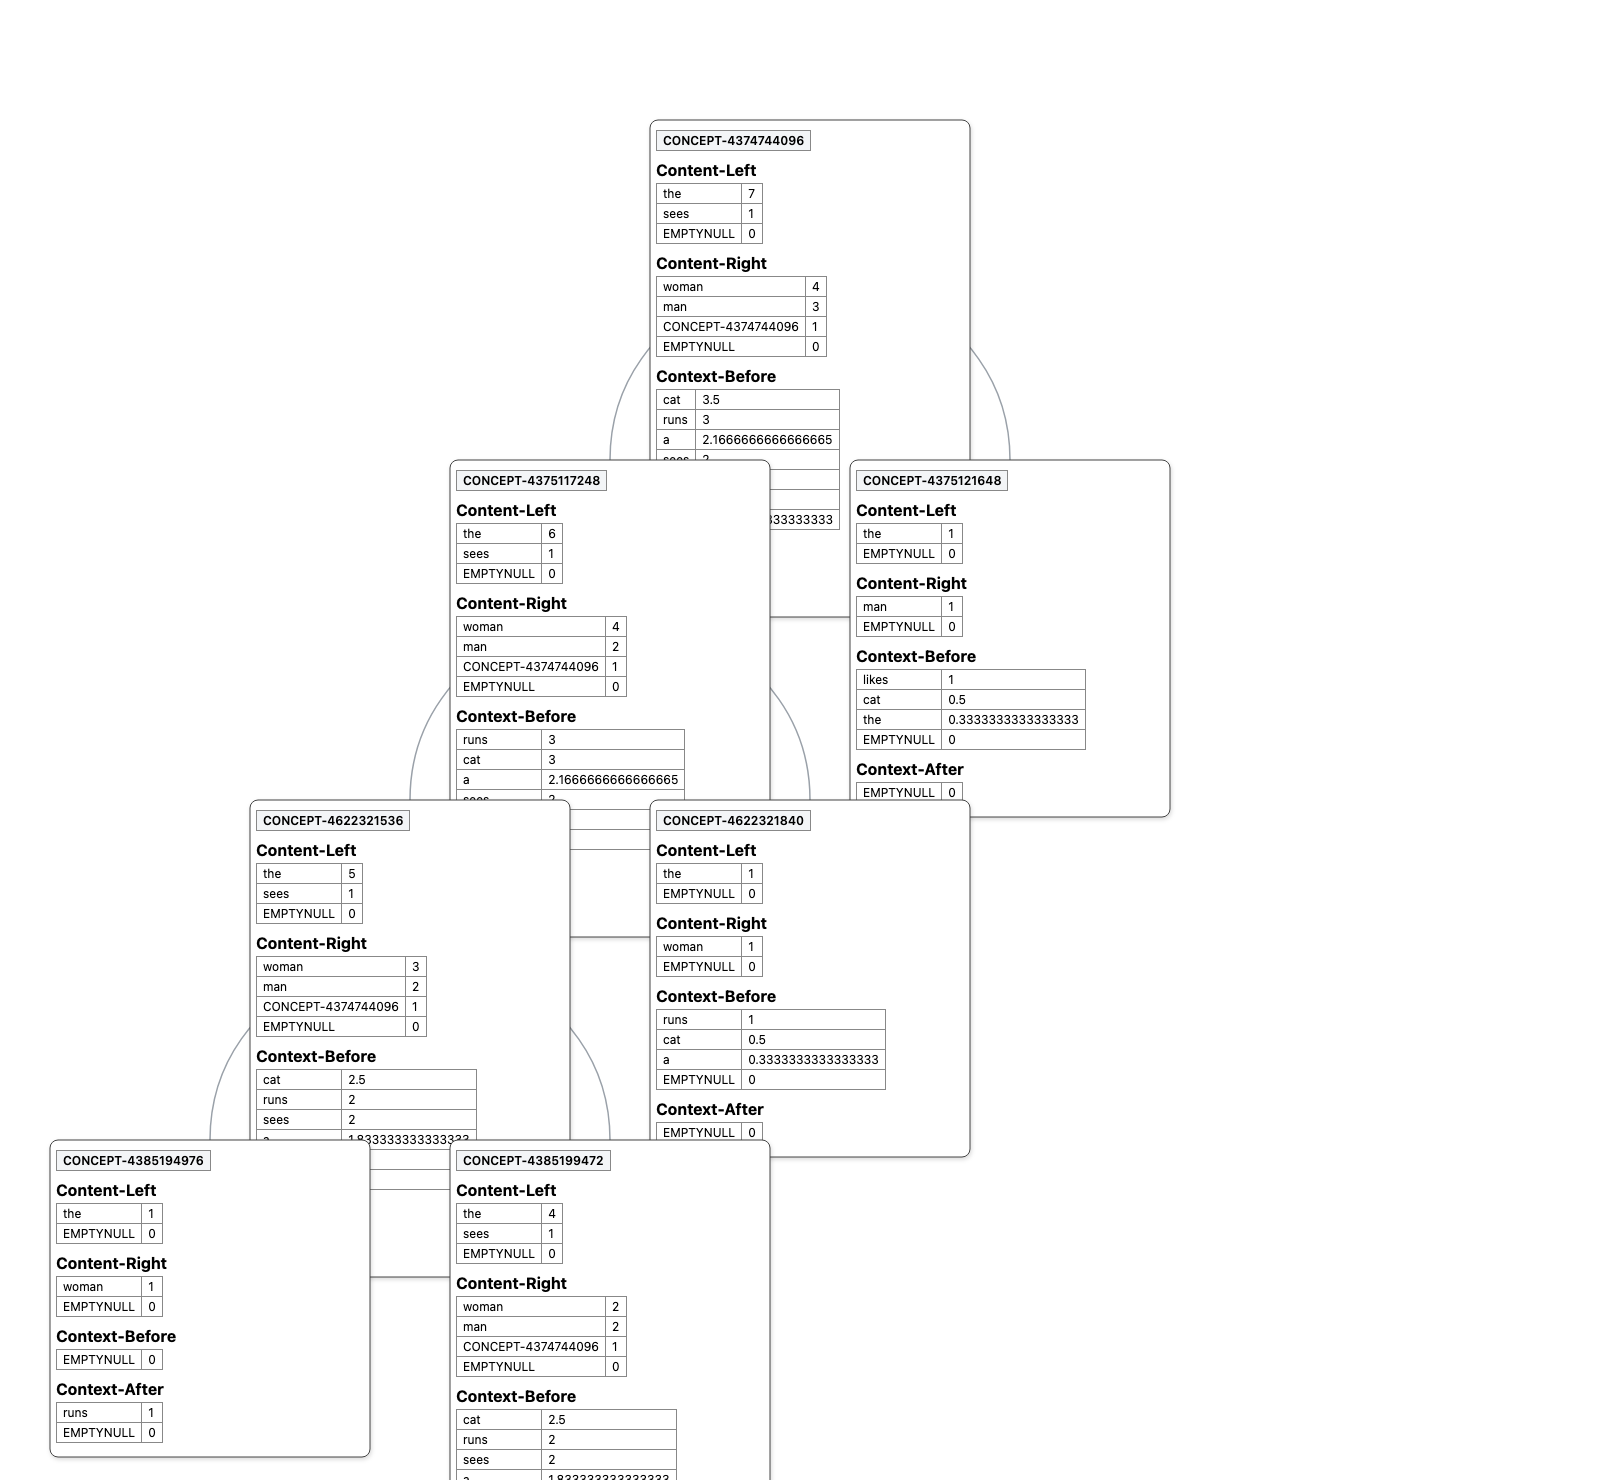 CONCEPT-4374744096
Content-Left
the 7
sees 1
EMPTYNULL 0
Content-Right
woman 4
man 3
CONCEPT-4374744096 1
EMPTYNULL 0
Context-Before
cat 3.5
runs 3
a 2.1666666666666665
sees 2
33333333
CONCEPT-4375117248
Content-Left
the 6
sees 1
EMPTYNULL 0
Content-Right
woman 4
man 2
CONCEPT-4374744096 1
EMPTYNULL 0
Context-Before
runs 3
cat 3
a 2.1666666666666665
sees 2
CONCEPT-4375121648
Content-Left
the 1
EMPTYNULL 0
Content-Right
man 1
EMPTYNULL 0
Context-Before
likes 1
cat 0.5
the 0.3333333333333333
EMPTYNULL 0
Context-After
EMPTYNULL 0
CONCEPT-4622321536
Content-Left
the 5
sees 1
EMPTYNULL 0
Content-Right
woman 3
man 2
CONCEPT-4374744096 1
EMPTYNULL 0
Context-Before
cat 2.5
runs 2
sees 2
a 1.833333333333333
CONCEPT-4622321840
Content-Left
the 1
EMPTYNULL 0
Content-Right
woman 1
EMPTYNULL 0
Context-Before
runs 1
cat 0.5
a 0.3333333333333333
EMPTYNULL 0
Context-After
EMPTYNULL 0
CONCEPT-4385194976
Content-Left
the 1
EMPTYNULL 0
Content-Right
woman 1
EMPTYNULL 0
Context-Before
EMPTYNULL 0
Context-After
runs 1
EMPTYNULL 0
CONCEPT-4385199472
Content-Left
the 4
sees 1
EMPTYNULL 0
Content-Right
woman 2
man 2
CONCEPT-4374744096 1
EMPTYNULL 0
Context-Before
cat 2.5
runs 2
sees 2
a 1.833333333333333